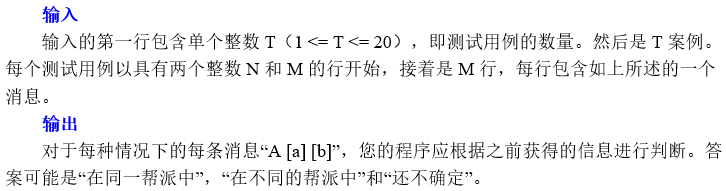 输入
输入的第一行包含单个整数 T（1 <= T <= 20），即测试用例的数量。然后是 T 案例。
每个测试用例以具有两个整数 N 和 M 的行开始，接着是 M 行，每行包含如上所述的一个
消息。
输出
对于每种情况下的每条消息“A [a] [b]”，您的程序应根据之前获得的信息进行判断。答
案可能是“在同一帮派中”，“在不同的帮派中”和“还不确定”。